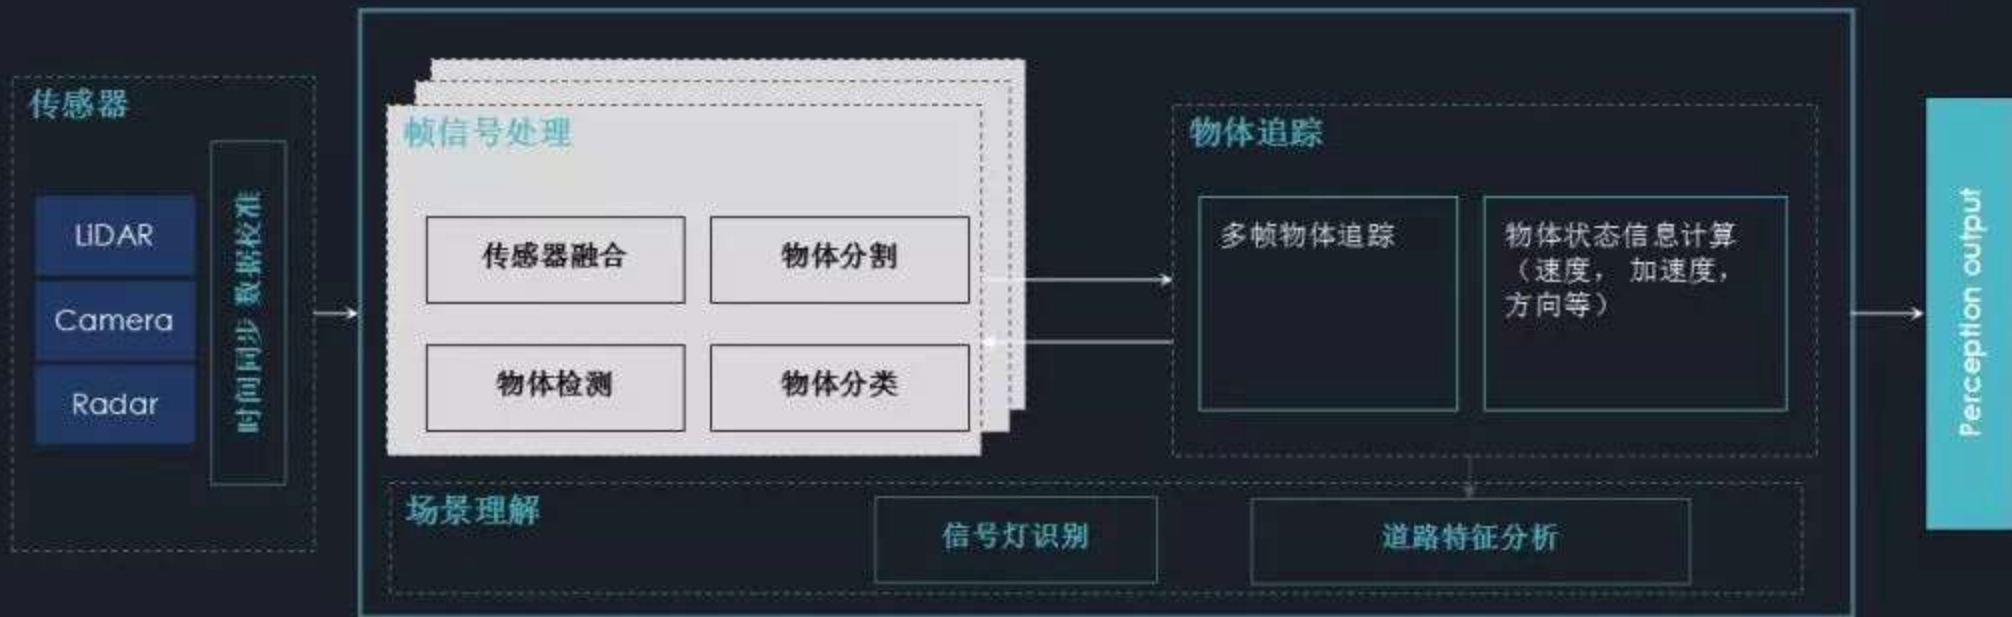 传感器
LiDAR
Camera
Radar
时间同步 数据校准
帧信号处理
传感器融合
物体分割
物体检测
物体分类
物体追踪
多帧物体追踪
物体状态信息计算
（速度， 加速度，
方向等）
场景理解
信号灯识别
道路特征分析
Perception output